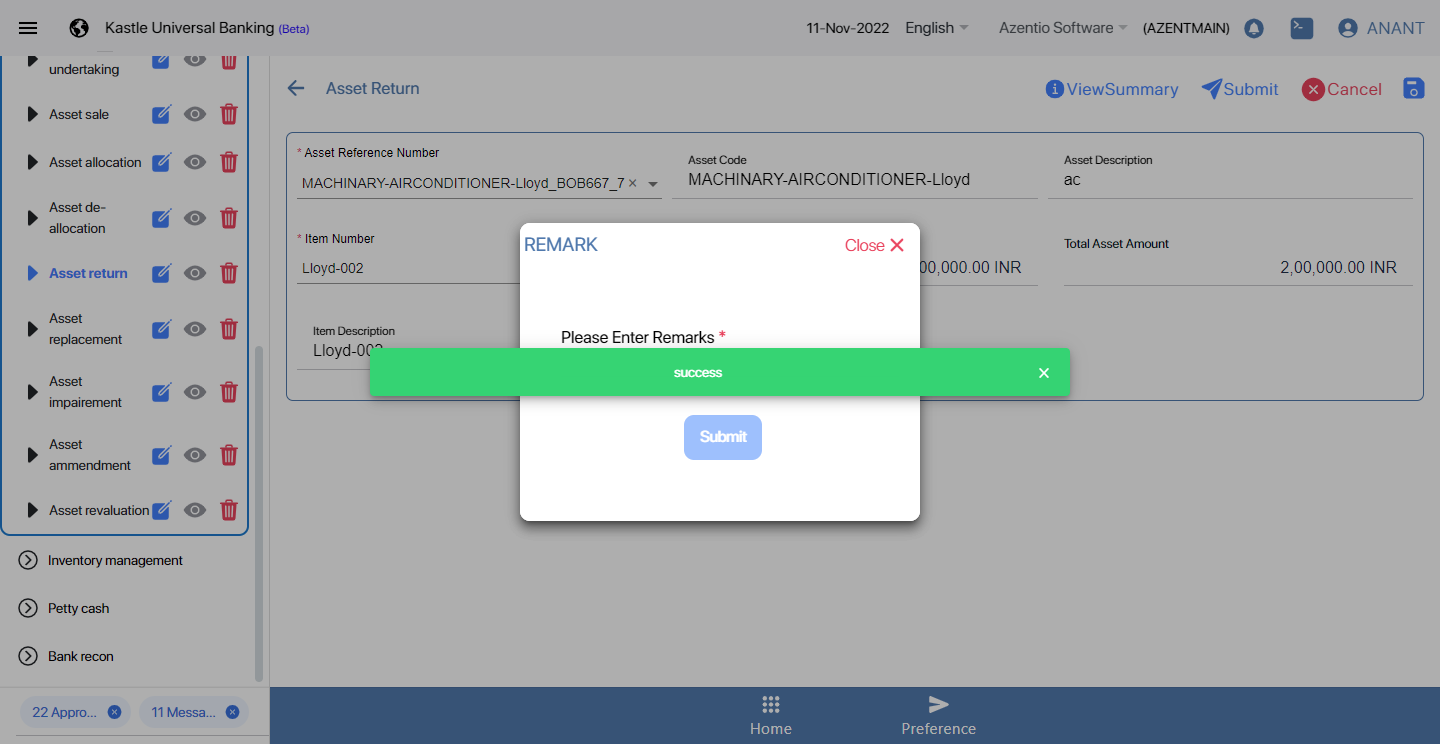 Kastle Universal Banking (Beta)
11-Nov-2022
English
Azentio Software
(AZENTMAIN)
ANANT
undertaking
Asset sale
Asset allocation
Asset de-
allocation
Asset return
Asset
replacement
Asset
impairement
Asset
ammendment
Asset revaluation
Inventory management
Petty cash
Bank recon
22 Appro...
11 Messa...
Asset Return
ViewSummary
Submit
Cancel
* Asset Reference Number
MACHINARY-AIRCONDITIONER-Lloyd_BOB667_7
Asset Code
MACHINARY-AIRCONDITIONER-Lloyd
Asset Description
ac
* Item Number
Lloyd-002
00,000.00 INR
Total Asset Amount
2,00,000.00 INR
Item Description
Lloyd-002
REMARK
Close
Please Enter Remarks *
success
Submit
Home
Preference